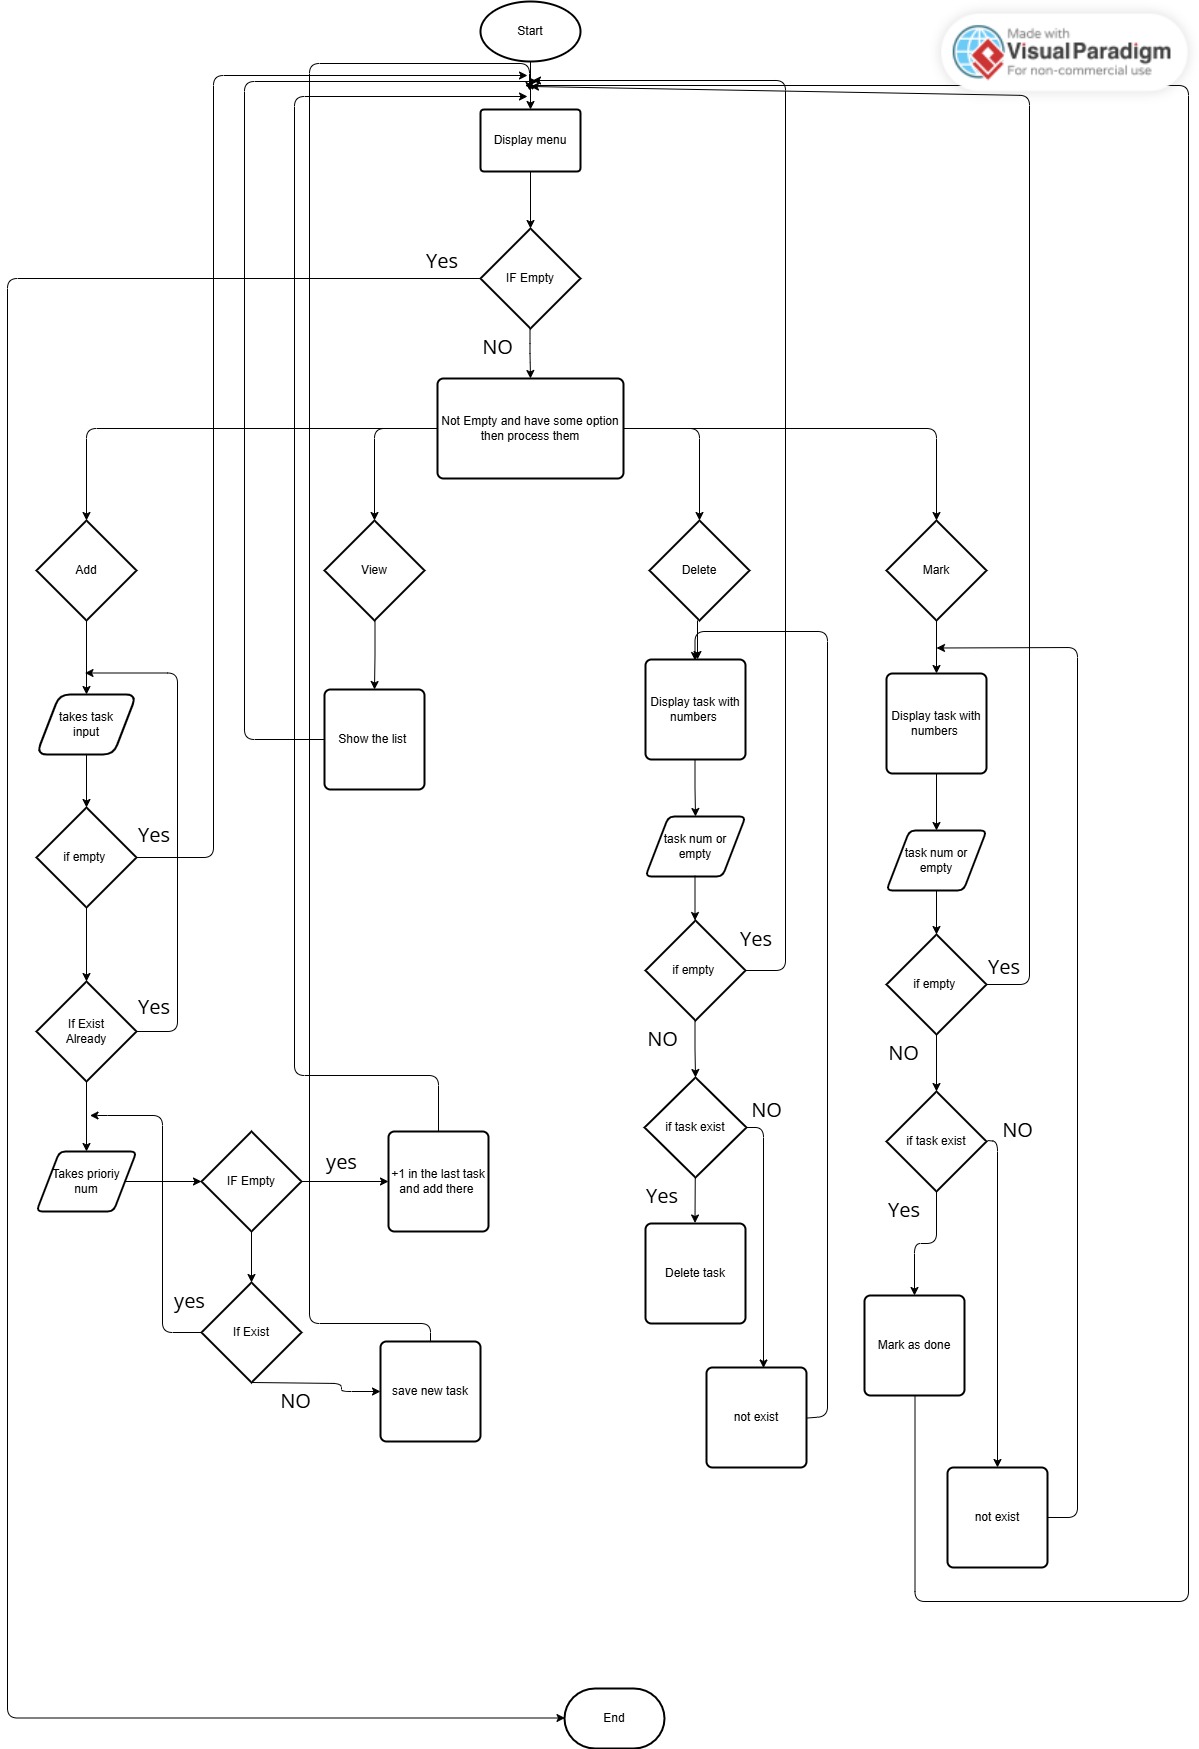 Start
Made with
Visual Paradigm
For non-commercial use
Display menu
Yes
IF Empty
NO
Not Empty and have some option
then process them
Add
View
Delete
Mark
takes task
input
Show the list
Display task with
numbers
Display task with
numbers
Yes
if empty
task num or
empty
task num or
empty
Yes
if empty
Yes
if empty
If Exist
Already
Yes
NO
NO
Takes prioriy
num
IF Empty
yes
+1 in the last task
and add there
if task exist
NO
if task exist
NO
Yes
Yes
yes
If Exist
NO
save new task
Delete task
Mark as done
not exist
not exist
End